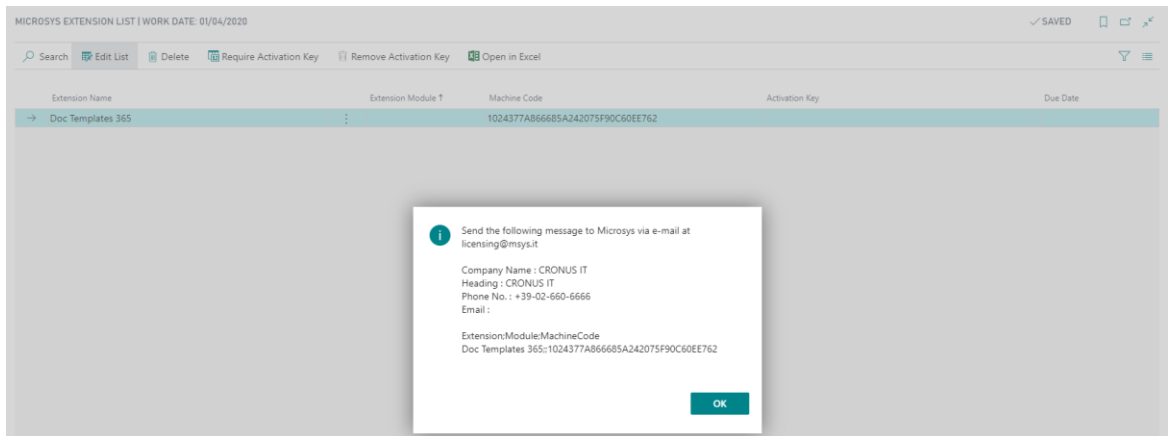 MICROSYS EXTENSION LIST | WORK DATE: 01/04/2020 ✓ SAVED
Search Edit List Delete Require Activation Key Remove Activation Key Open in Excel
Extension Name Extension Module ↑ Machine Code Activation Key Due Date
→ Doc Templates 365 1024377A866685A242075F90C60EE762
Send the following message to Microsys via e-mail at
licensing@msys.it
Company Name : CRONUS IT
Heading : CRONUS IT
Phone No. : +39-02-660-6666
Email :
Extension;Module;MachineCode
Doc Templates 365;;1024377A866685A242075F90C60EE762
OK